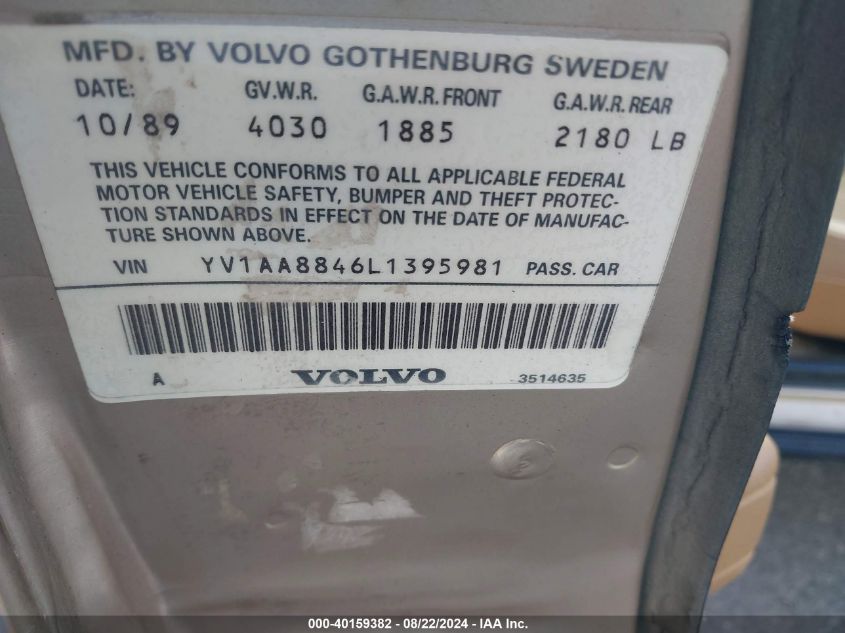 MFD. BY VOLVO GOTHENBURG SWEDEN
DATE: GV.W.R. G.A.W.R. FRONT G.A.W.R. REAR
10/89 4030 1885 2180 LB
THIS VEHICLE CONFORMS TO ALL APPLICABLE FEDERAL
MOTOR VEHICLE SAFETY, BUMPER AND THEFT PROTEC-
TION STANDARDS IN EFFECT ON THE DATE OF MANUFAC-
TURE SHOWN ABOVE.
VIN YV1AA8846L1395981 PASS. CAR
A VOLVO 3514635
000-40159382 - 08/22/2024 - IAA Inc.